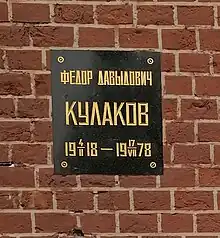 ФЕДОР ДАВЫДОВИЧ
КУЛАКОВ
19 4/II 18 — 19 17/VII 78